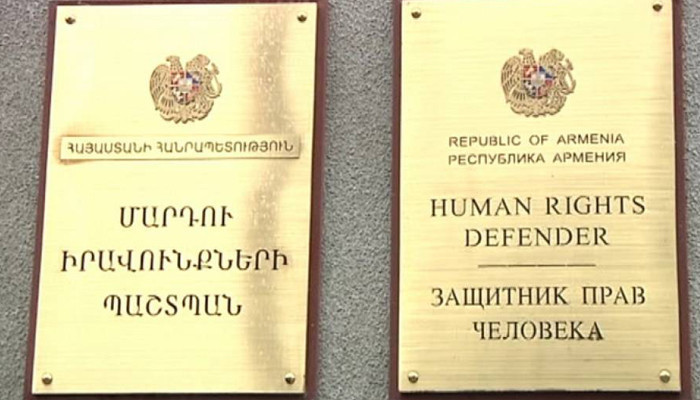 ՀԱՅԱՍՏԱՆԻ ՀԱՆՐԱՊԵՏՈՒԹՅՈՒՆ
ՄԱՐԴՈՒ
ԻՐԱՎՈՒՆՔՆԵՐԻ
ՊԱՇՏՊԱՆ
REPUBLIC OF ARMENIA
РЕСПУБЛИКА АРМЕНИЯ
HUMAN RIGHTS
DEFENDER
ЗАЩИТНИК ПРАВ
ЧЕЛОВЕКА